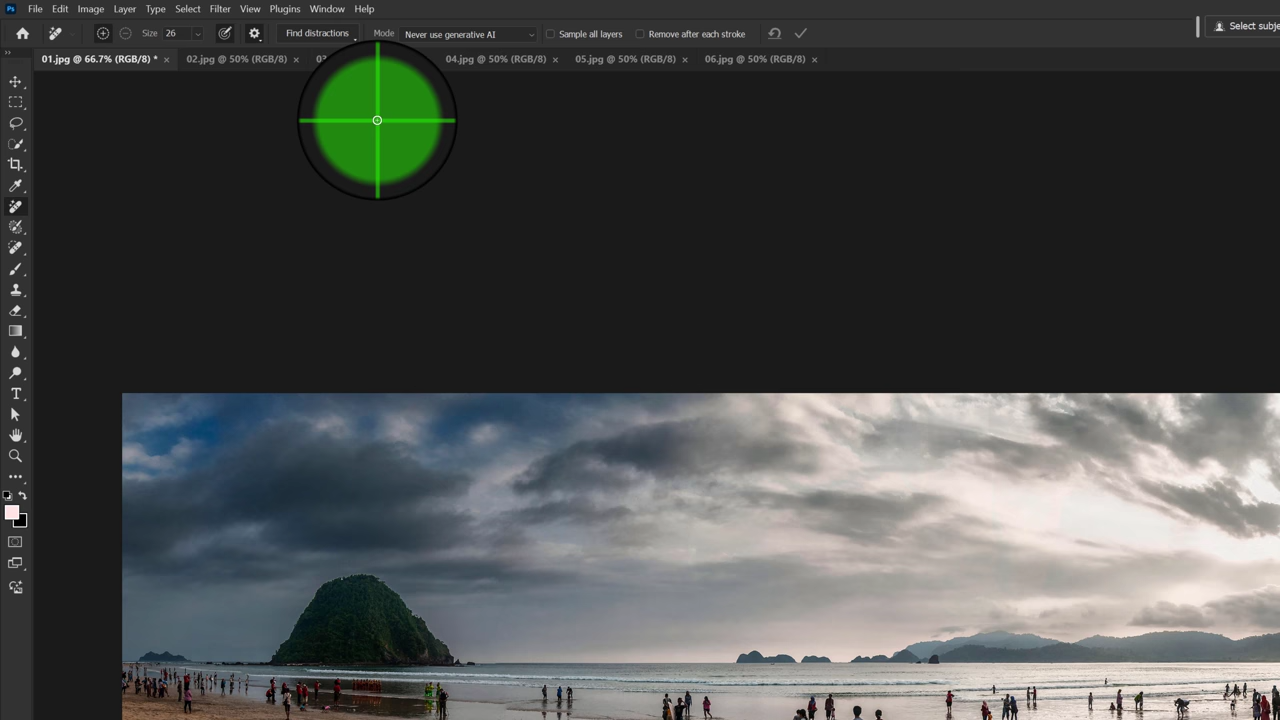 Ps File Edit Image Layer Type Select Filter View Plugins Window Help
Size 26 Find distractions Mode Never use generative AI Sample all layers Remove after each stroke Select subje
01.jpg @ 66.7% (RGB/8) * × 02.jpg @ 50% (RGB/8) × 03 04.jpg @ 50% (RGB/8) × 05.jpg @ 50% (RGB/8) × 06.jpg @ 50% (RGB/8) ×